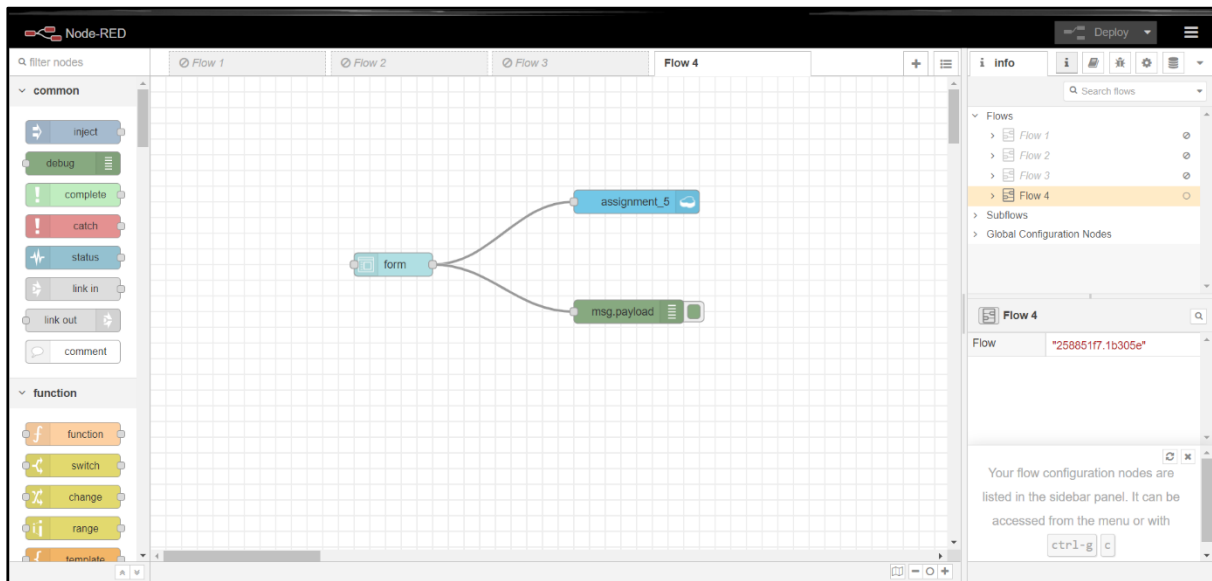 Node-RED
Deploy
filter nodes
Flow 1
Flow 2
Flow 3
Flow 4
i info
Search flows
common
inject
debug
complete
catch
status
link in
link out
comment
function
function
switch
change
range
template
assignment_5
form
msg.payload
Flows
Flow 1
Flow 2
Flow 3
Flow 4
Subflows
Global Configuration Nodes
Flow 4
Flow "258851f7.1b305e"
Your flow configuration nodes are
listed in the sidebar panel. It can be
accessed from the menu or with
ctrl-g c